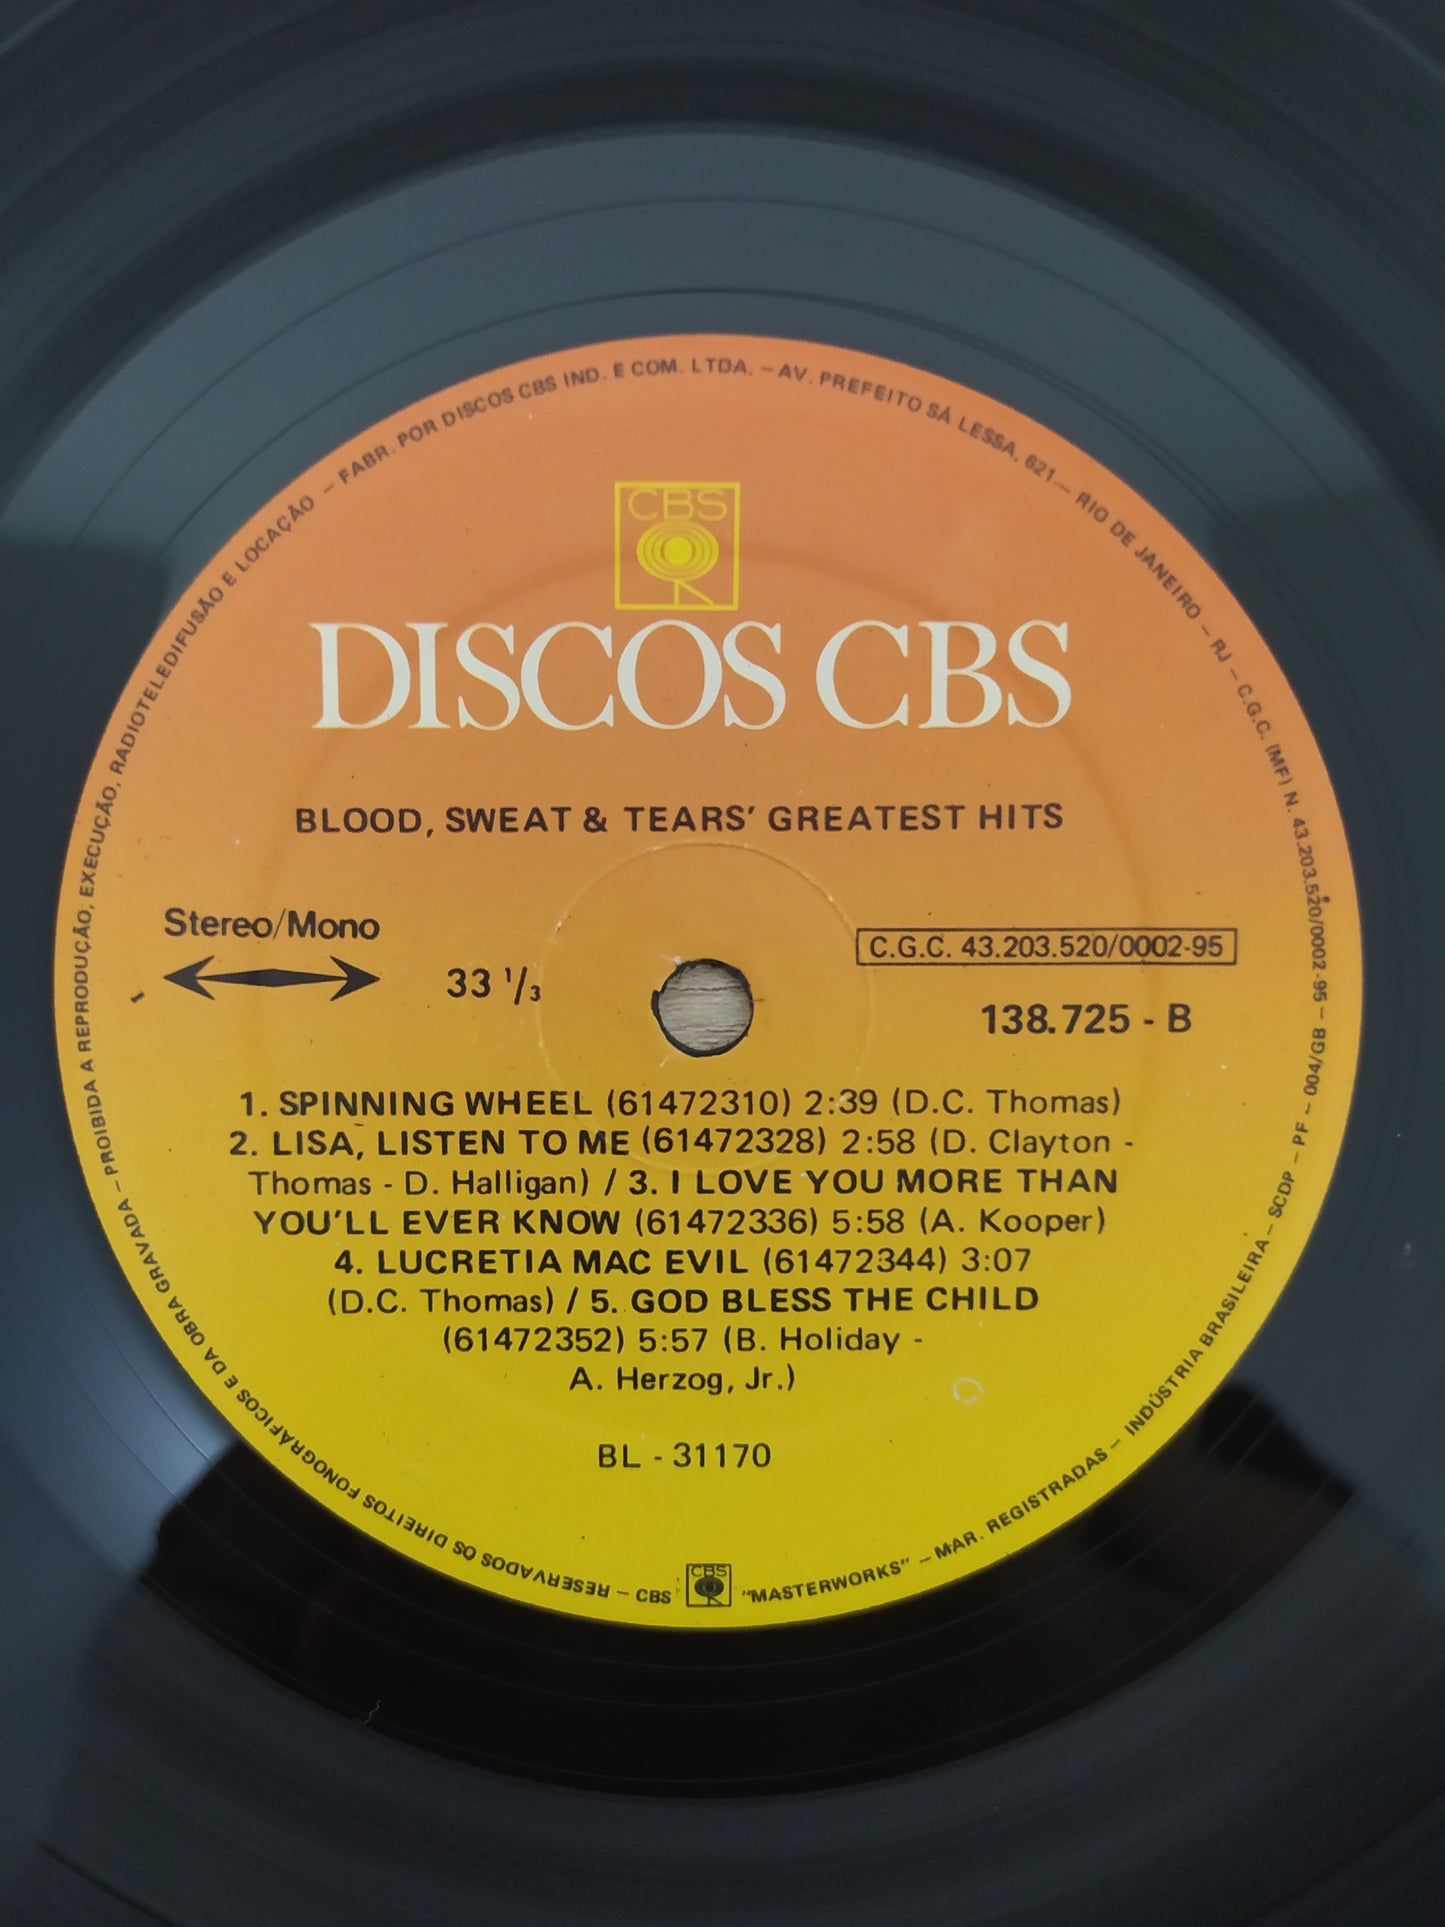 CBS
DISCOS CBS
BLOOD, SWEAT & TEARS' GREATEST HITS
Stereo/Mono
33 1/3
C.G.C. 43.203.520/0002-95
138.725 - B
1. SPINNING WHEEL (61472310) 2:39 (D.C. Thomas)
2. LISA, LISTEN TO ME (61472328) 2:58 (D. Clayton -
Thomas - D. Halligan) / 3. I LOVE YOU MORE THAN
YOU'LL EVER KNOW (61472336) 5:58 (A. Kooper)
4. LUCRETIA MAC EVIL (61472344) 3:07
(D.C. Thomas) / 5. GOD BLESS THE CHILD
(61472352) 5:57 (B. Holiday -
A. Herzog, Jr.)
BL - 31170
1
– FABR. POR DISCOS CBS IND. E COM. LTDA. – AV. PREFEITO SÁ LESSA, 621 – RIO DE JANEIRO – RJ – C.G.C. (MF) N. 43.203.520/0002-95 – 004/GB – PF – SCDP – INDÚSTRIA BRASILEIRA – MAR. REGISTRADAS – "MASTERWORKS" CBS CBS – RESERVADOS OS DIREITOS FONOGRÁFICOS E DA OBRA GRAVADA – PROIBIDA A REPRODUÇÃO, EXECUÇÃO, RADIOTELEDIFUSÃO E LOCAÇÃO